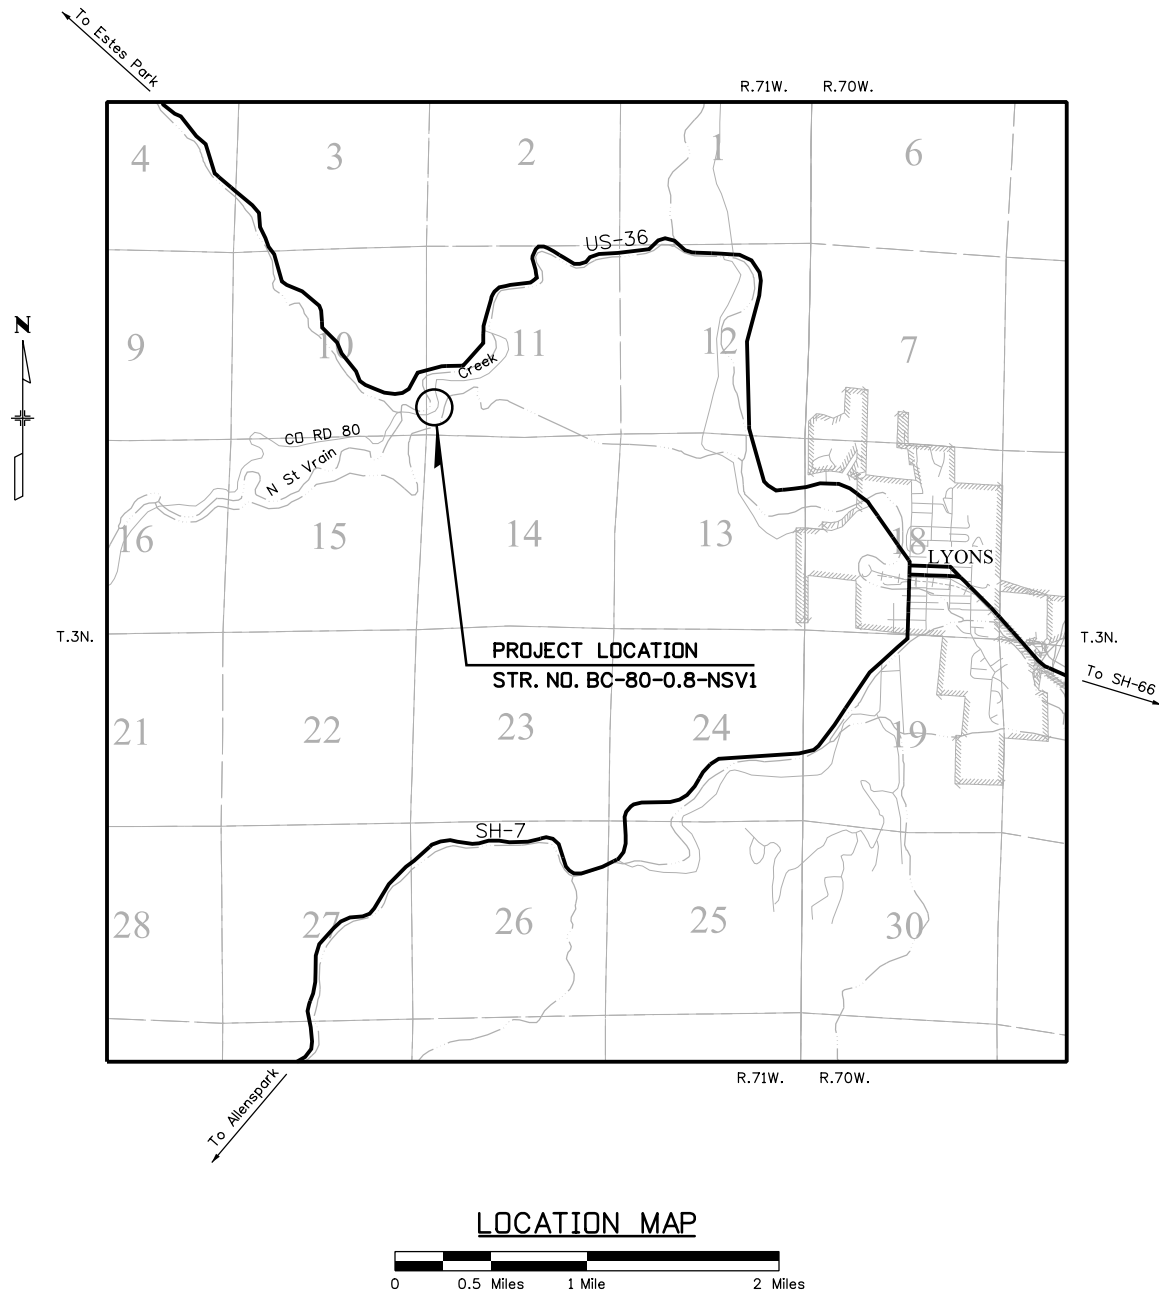 To Estes Park
R.71W. R.70W.
4 3 2 1 6
US-36
9 10 11 12 7
Creek
CO RD 80
N St Vrain
N
16 15 14 13 18
LYONS
T.3N. T.3N.
PROJECT LOCATION
STR. NO. BC-80-0.8-NSV1
To SH-66
21 22 23 24 19
SH-7
28 27 26 25 30
R.71W. R.70W.
To Allenspark
LOCATION MAP
0 0.5 Miles 1 Mile 2 Miles